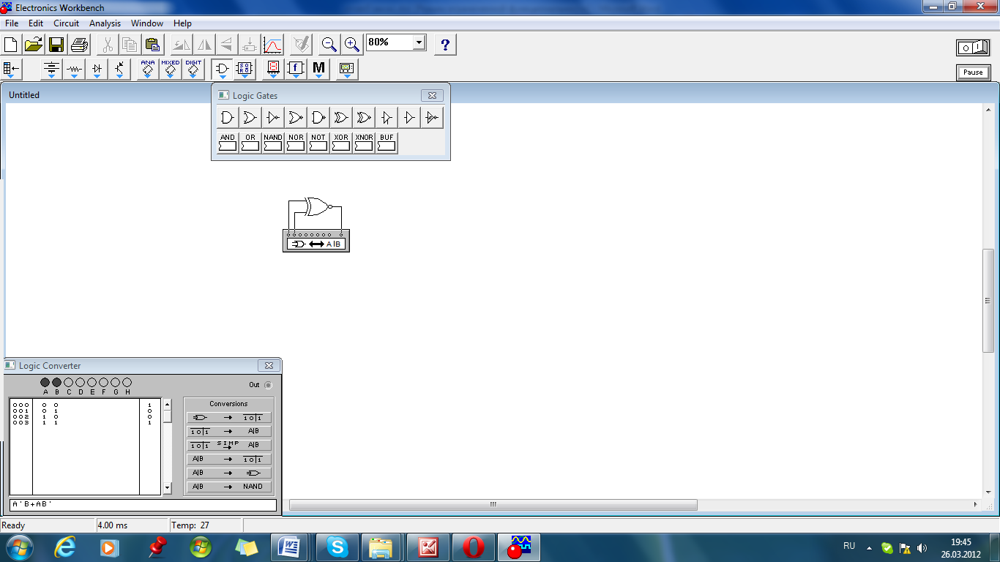 Electronics Workbench
File Edit Circuit Analysis Window Help
80%
?
ANA MIXED DIGIT
f M
Pause
Untitled
Logic Gates
AND OR NAND NOR NOT XOR XNOR BUF
A|B
Logic Converter
Out
A B C D E F G H
Conversions
000 0 0 1
001 0 1 0
002 1 0 0
003 1 1 1
→ 1 0 | 1
1 0 | 1 → A|B
1 0 | 1 SIMP → A|B
A|B → 1 0 | 1
A|B →
A|B → NAND
A'B+AB'
Ready 4.00 ms Temp: 27
RU
19:45
26.03.2012